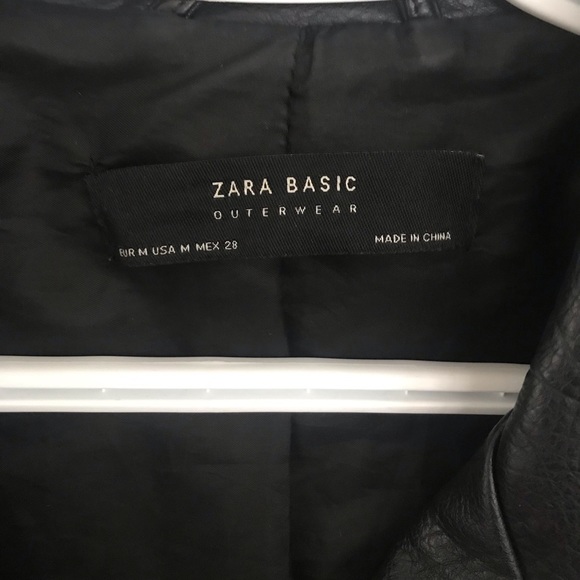 ZARA BASIC
OUTERWEAR
EUR M USA M MEX 28
MADE IN CHINA